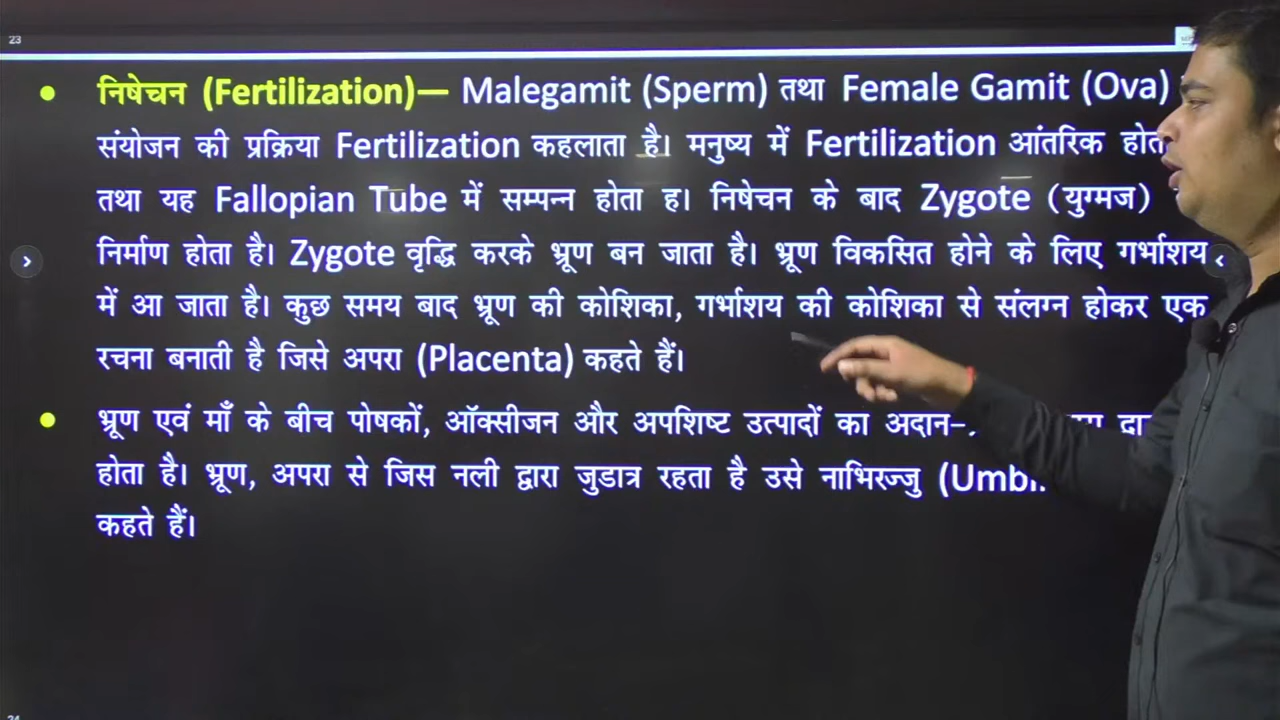 23
• निषेचन (Fertilization)— Malegamit (Sperm) तथा Female Gamit (Ova)
संयोजन की प्रक्रिया Fertilization कहलाता है। मनुष्य में Fertilization आंतरिक
तथा यह Fallopian Tube में सम्पन्न होता ह। निषेचन के बाद Zygote (युग्मज)
निर्माण होता है। Zygote वृद्धि करके भ्रूण बन जाता है। भ्रूण विकसित होने के लिए गर्भाशय
में आ जाता है। कुछ समय बाद भ्रूण की कोशिका, गर्भाशय की कोशिका से संलग्न होकर एक
रचना बनाती है जिसे अपरा (Placenta) कहते हैं।
• भ्रूण एवं माँ के बीच पोषकों, ऑक्सीजन और अपशिष्ट उत्पादों का
होता है। भ्रूण, अपरा से जिस नली द्वारा जुडात्र रहता है उसे नाभिरज्जु
कहते हैं।